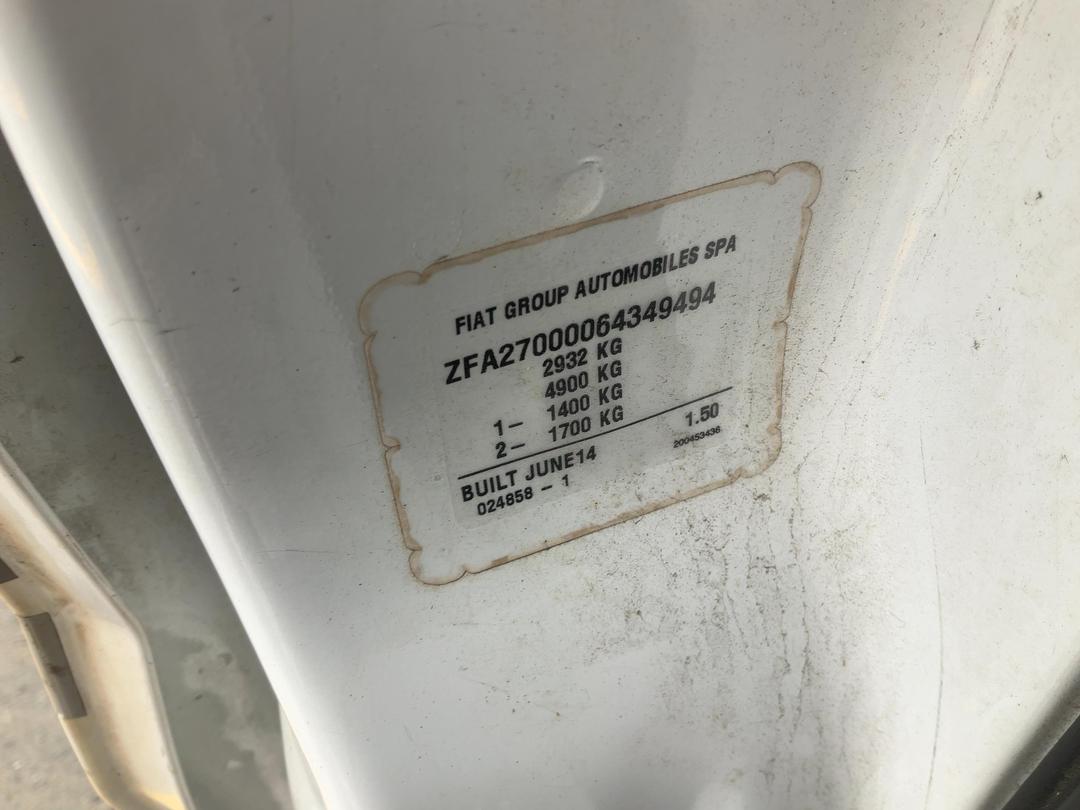 FIAT GROUP AUTOMOBILES SPA
ZFA27000064349494
2932 KG
4900 KG
1– 1400 KG
2– 1700 KG
1.50
200453436
BUILT JUNE14
024858 – 1